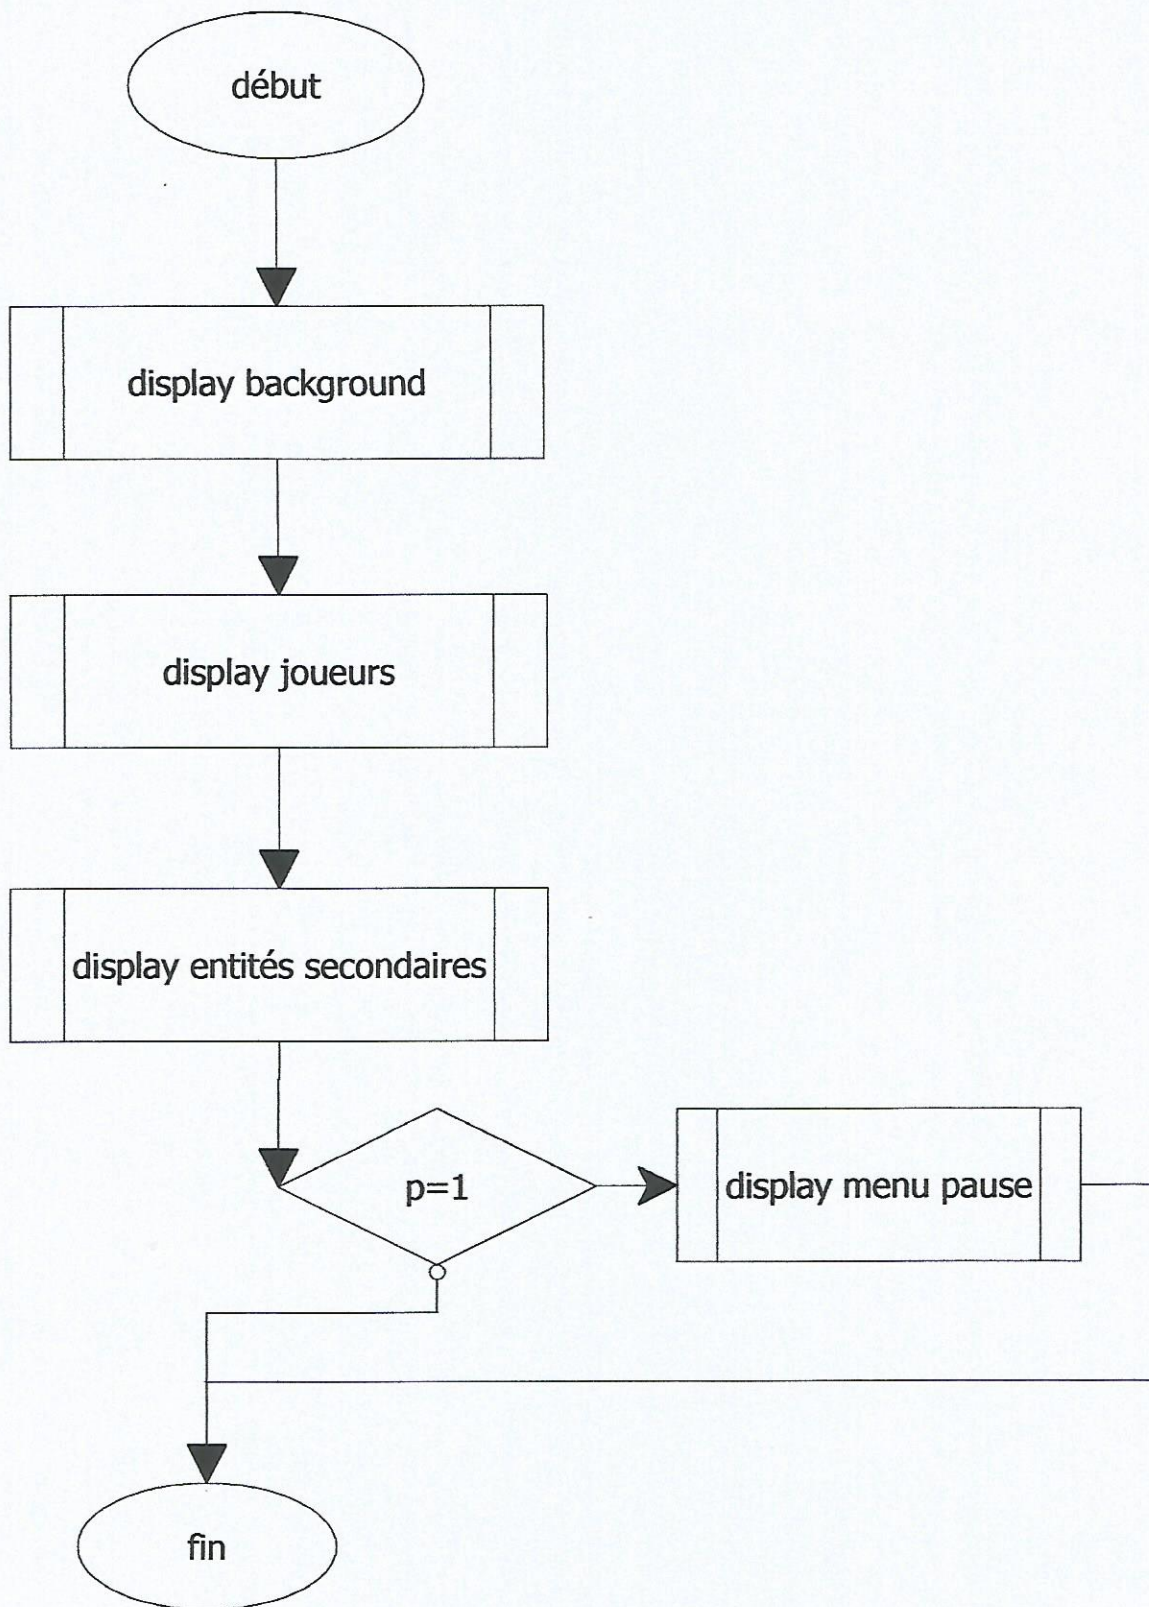 début
display background
display joueurs
display entités secondaires
p=1
display menu pause
fin